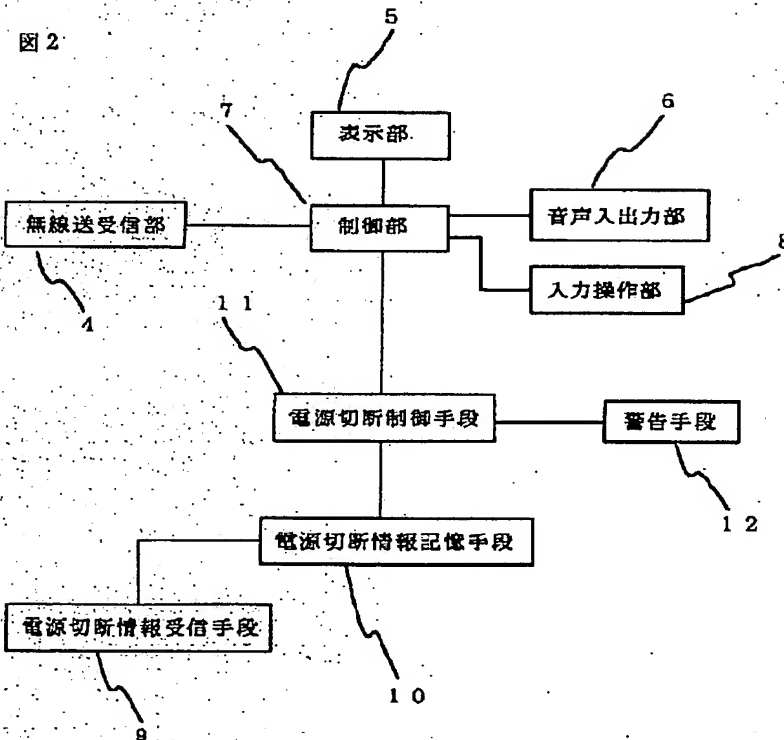 図2
5
7
表示部
6
無線送受信部
制御部
音声入出力部
8
入力操作部
4
11
電源切断制御手段
警告手段
12
電源切断情報記憶手段
電源切断情報受信手段
10
9